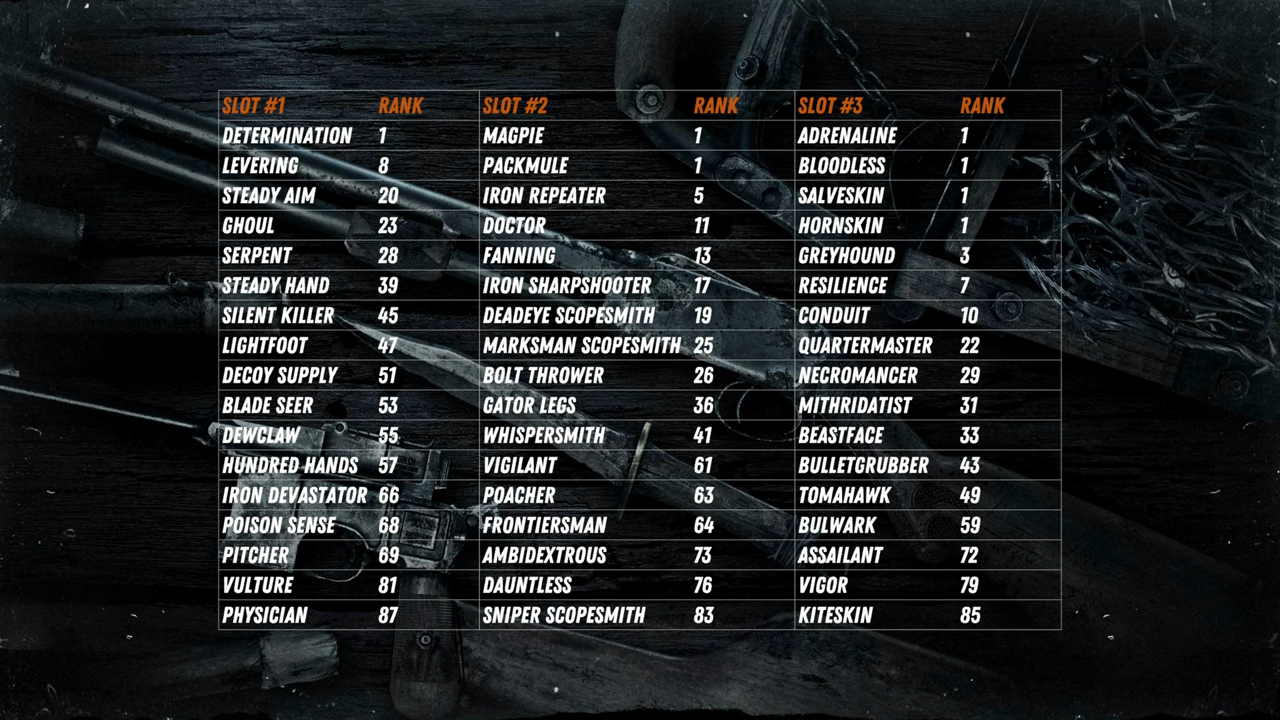 SLOT #1 RANK SLOT #2 RANK SLOT #3 RANK
DETERMINATION 1 MAGPIE 1 ADRENALINE 1
LEVERING 8 PACKMULE 1 BLOODLESS 1
STEADY AIM 20 IRON REPEATER 5 SALVESKIN 1
GHOUL 23 DOCTOR 11 HORNSKIN 1
SERPENT 28 FANNING 13 GREYHOUND 3
STEADY HAND 39 IRON SHARPSHOOTER 17 RESILIENCE 7
SILENT KILLER 45 DEADEYE SCOPESMITH 19 CONDUIT 10
LIGHTFOOT 47 MARKSMAN SCOPESMITH 25 QUARTERMASTER 22
DECOY SUPPLY 51 BOLT THROWER 26 NECROMANCER 29
BLADE SEER 53 GATOR LEGS 36 MITHRIDATIST 31
DEWCLAW 55 WHISPERSMITH 41 BEASTFACE 33
HUNDRED HANDS 57 VIGILANT 61 BULLETGRUBBER 43
IRON DEVASTATOR 66 POACHER 63 TOMAHAWK 49
POISON SENSE 68 FRONTIERSMAN 64 BULWARK 59
PITCHER 69 AMBIDEXTROUS 73 ASSAILANT 72
VULTURE 81 DAUNTLESS 76 VIGOR 79
PHYSICIAN 87 SNIPER SCOPESMITH 83 KITESKIN 85